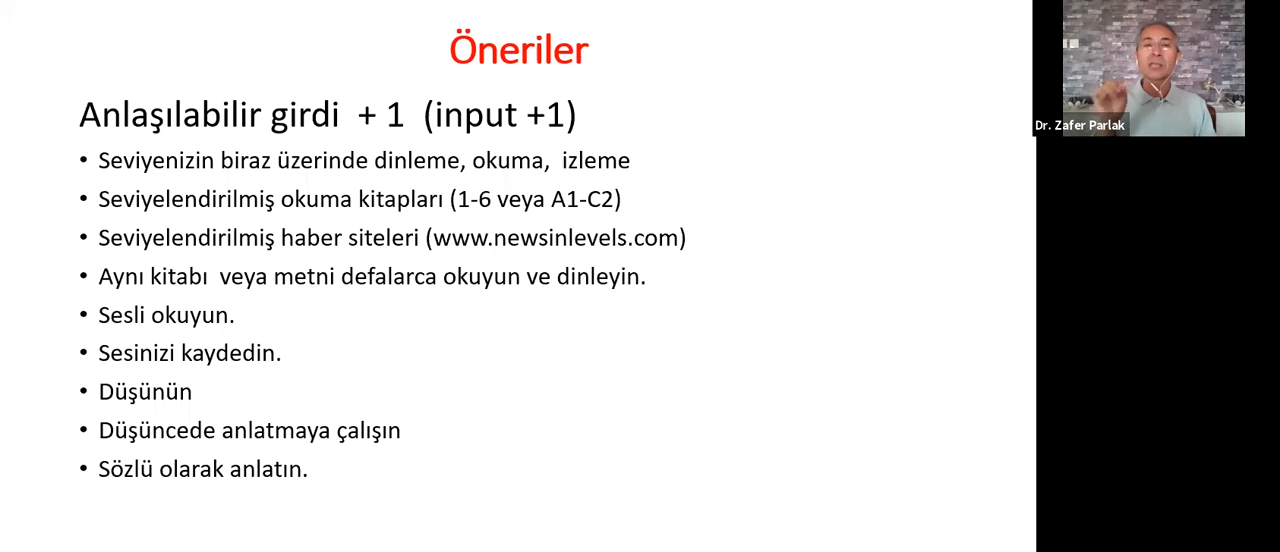 Öneriler
Anlaşılabilir girdi + 1 (input +1)
• Seviyenizin biraz üzerinde dinleme, okuma, izleme
• Seviyelendirilmiş okuma kitapları (1-6 veya A1-C2)
• Seviyelendirilmiş haber siteleri (www.newsinlevels.com)
• Aynı kitabı veya metni defalarca okuyun ve dinleyin.
• Sesli okuyun.
• Sesinizi kaydedin.
• Düşünün
• Düşüncede anlatmaya çalışın
• Sözlü olarak anlatın.
Dr. Zafer Parlak